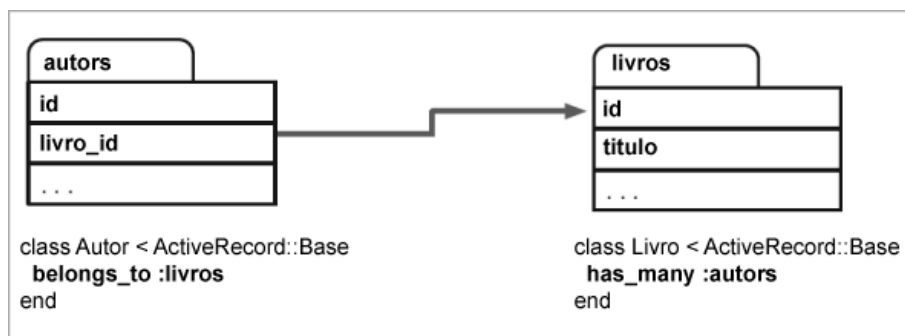 autors
id
livro_id
. . .
class Autor < ActiveRecord::Base
belongs_to :livros
end
livros
id
titulo
. . .
class Livro < ActiveRecord::Base
has_many :autors
end